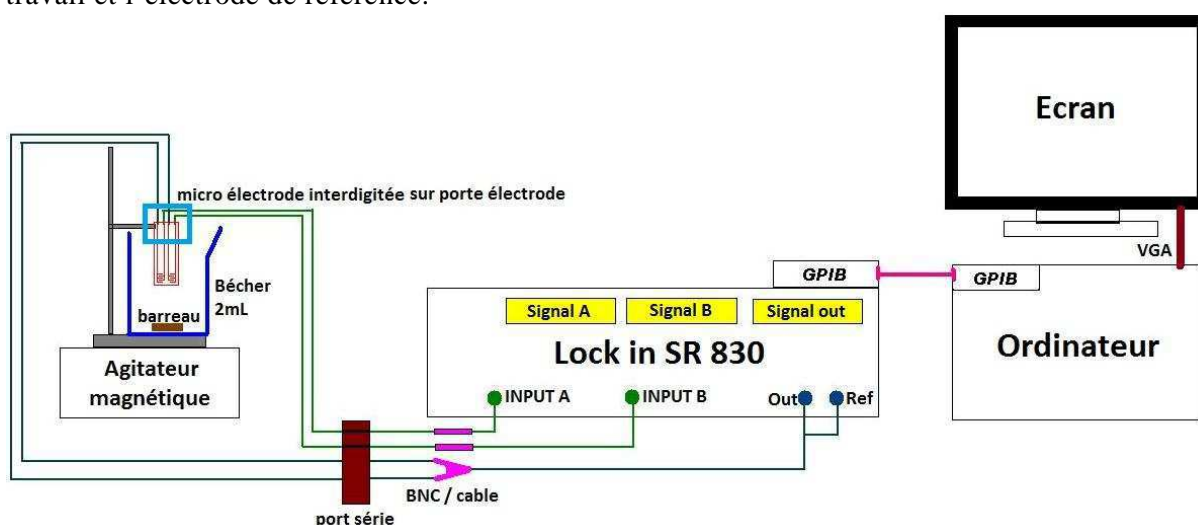 travail et l'électrode de référence.
Ecran
micro électrode interdigitée sur porte électrode
VGA
GPIB
GPIB
Bécher
2mL
barreau
Signal A
Signal B
Signal out
Lock in SR 830
Ordinateur
Agitateur
magnétique
INPUT A
INPUT B
Out
Ref
BNC / cable
port série